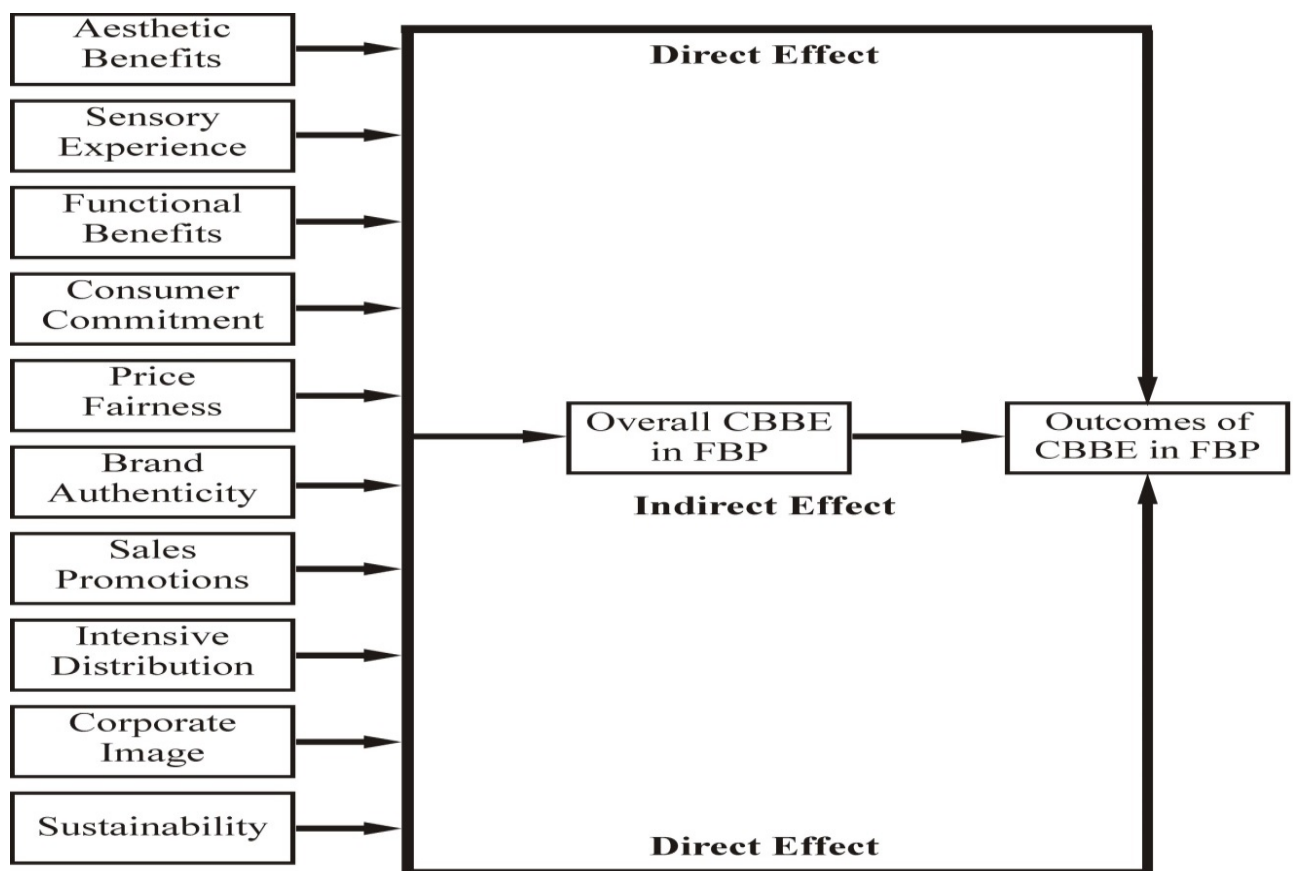 Aesthetic
Benefits
Sensory
Experience
Functional
Benefits
Consumer
Commitment
Price
Fairness
Brand
Authenticity
Sales
Promotions
Intensive
Distribution
Corporate
Image
Sustainability
Direct Effect
Overall CBBE
in FBP
Indirect Effect
Outcomes of
CBBE in FBP
Direct Effect